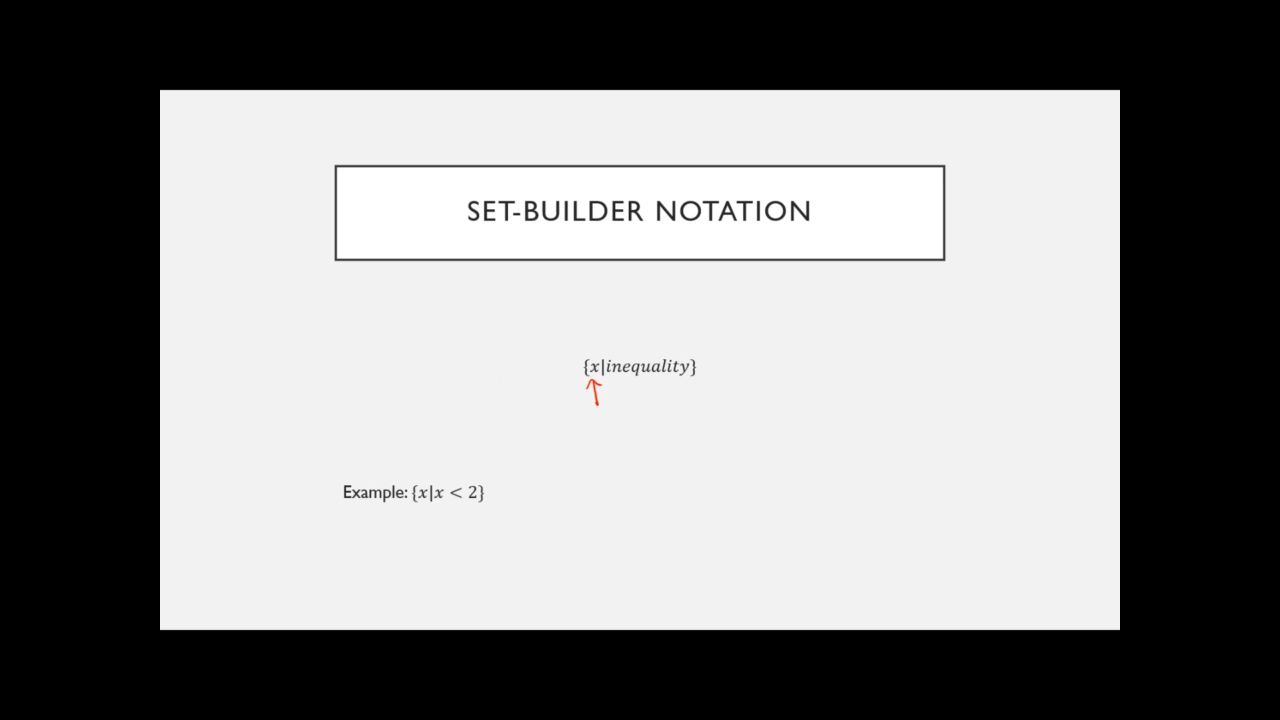 SET-BUILDER NOTATION
{x|inequality}
Example: {x|x < 2}